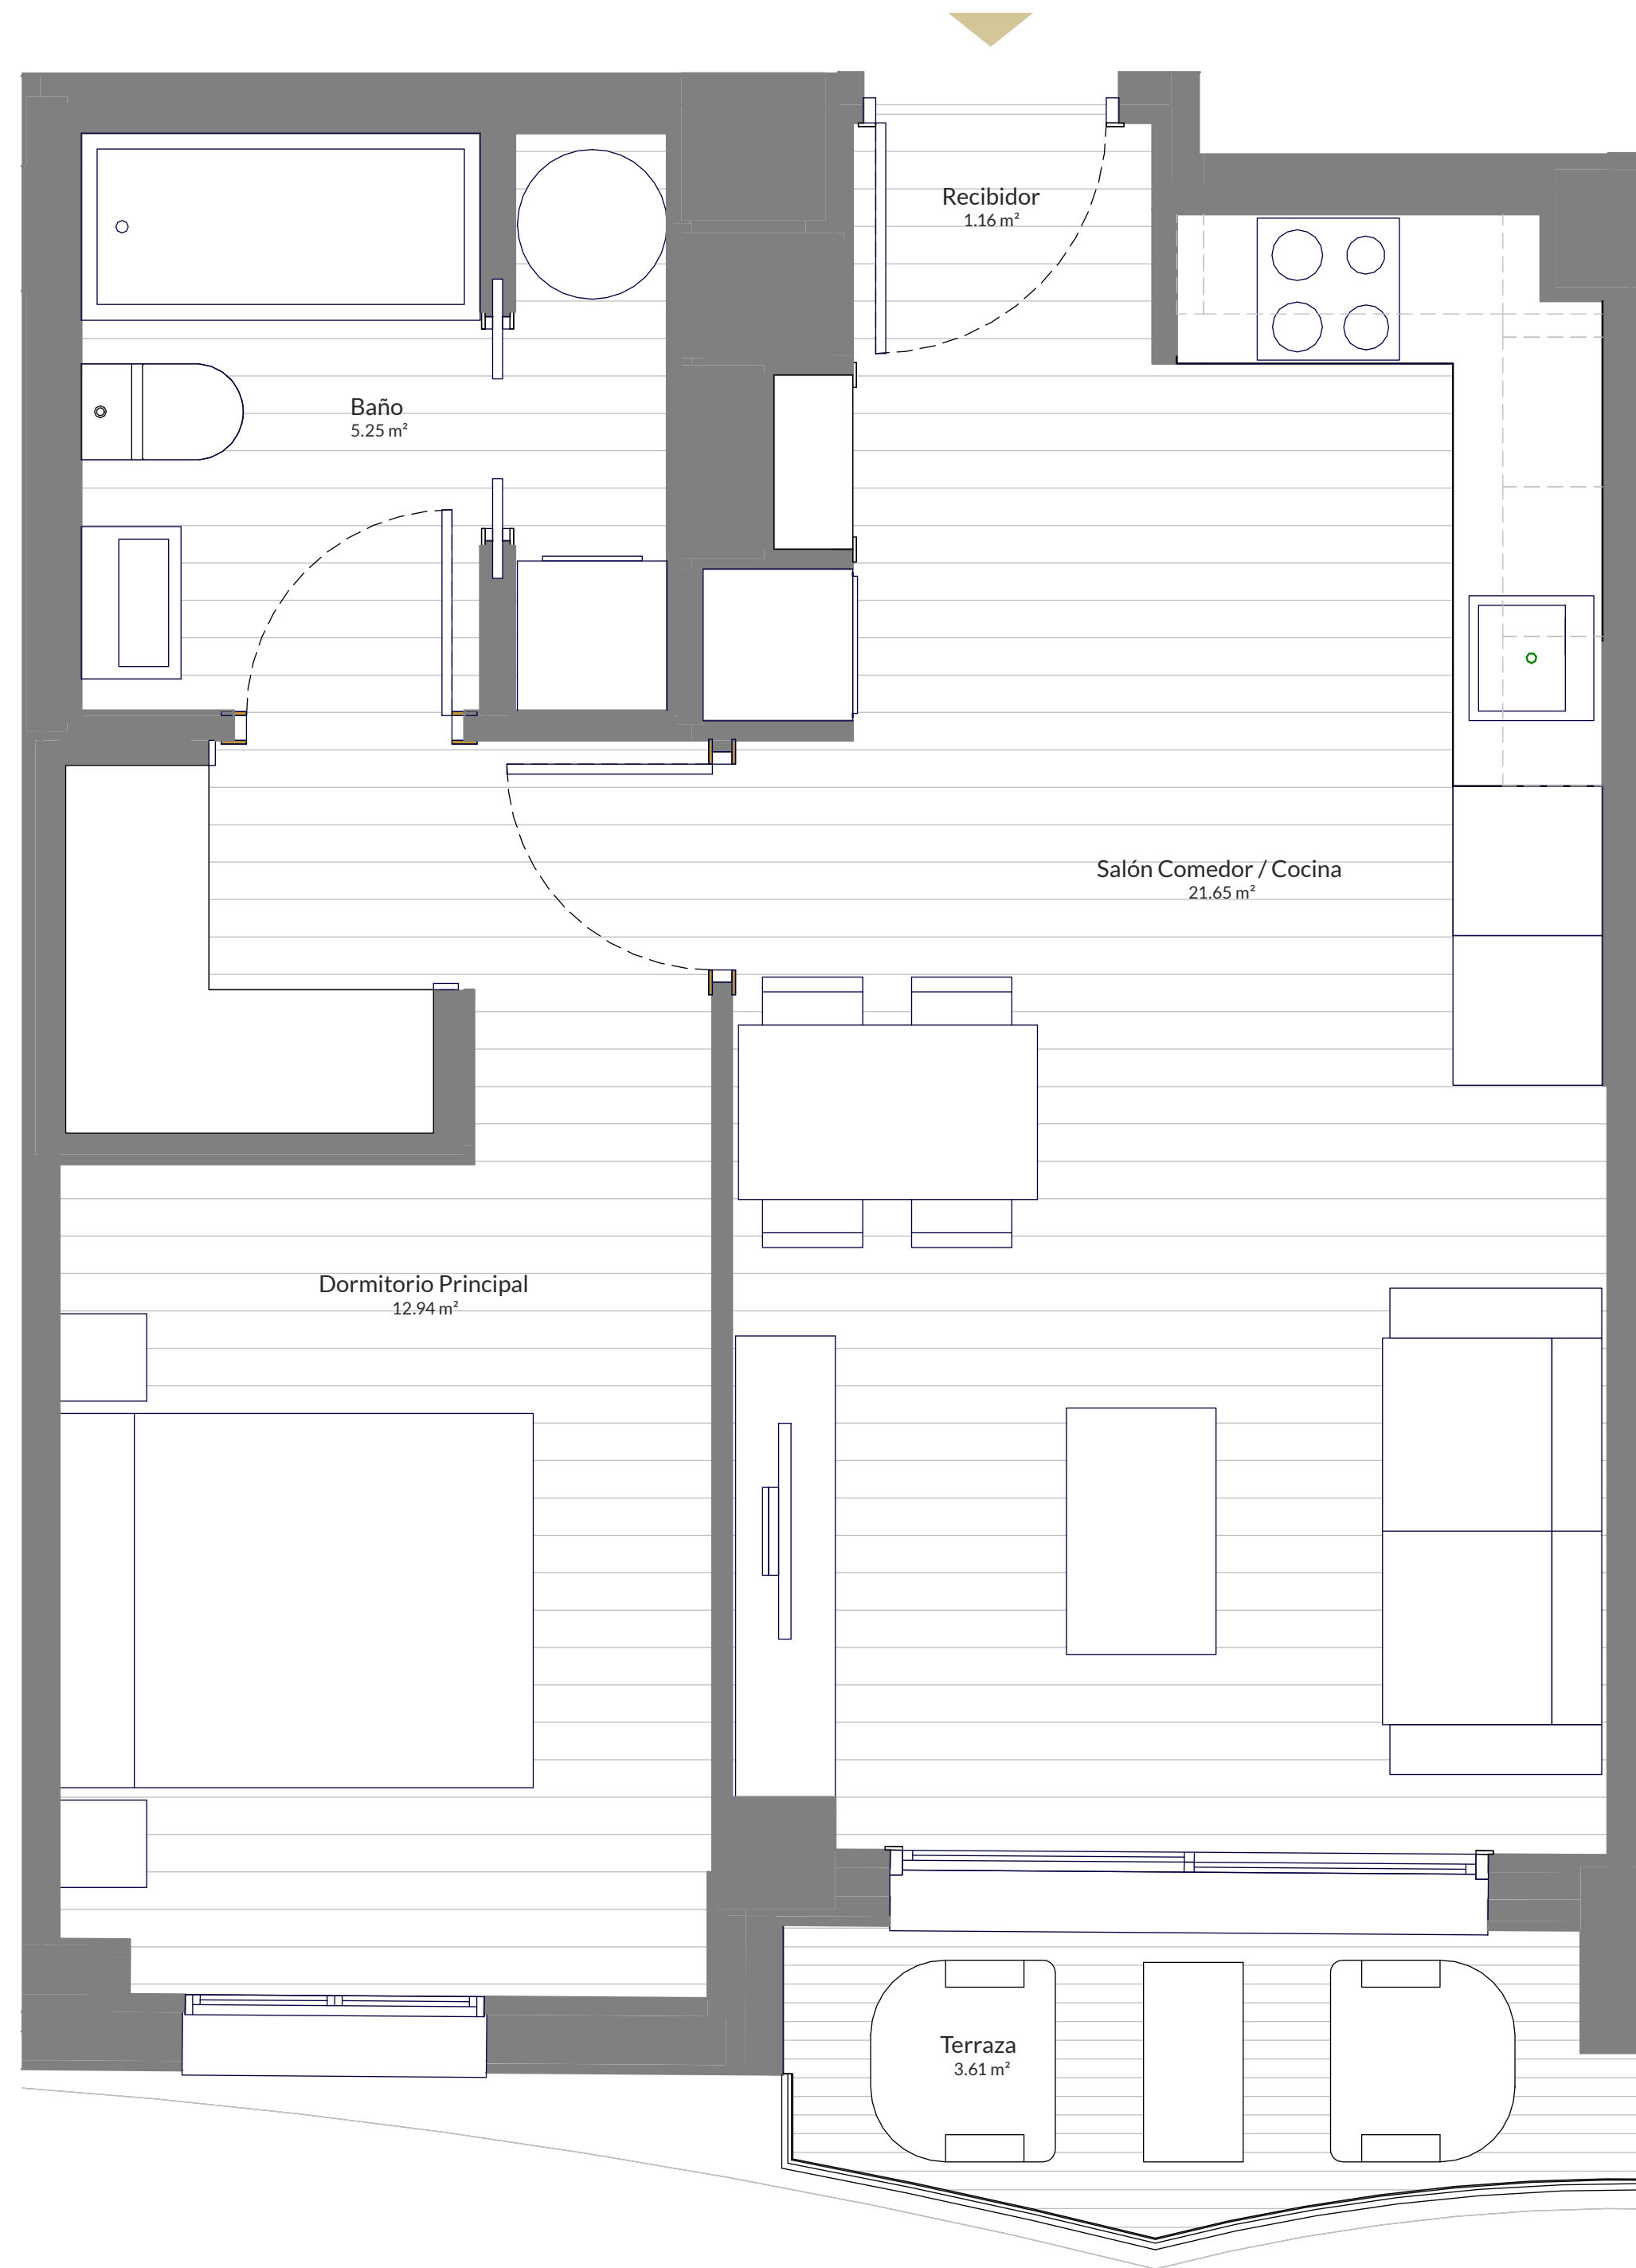 Recibidor
1.16 m²
Baño
5.25 m²
Salón Comedor / Cocina
21.65 m²
Dormitorio Principal
12.94 m²
Terraza
3.61 m²